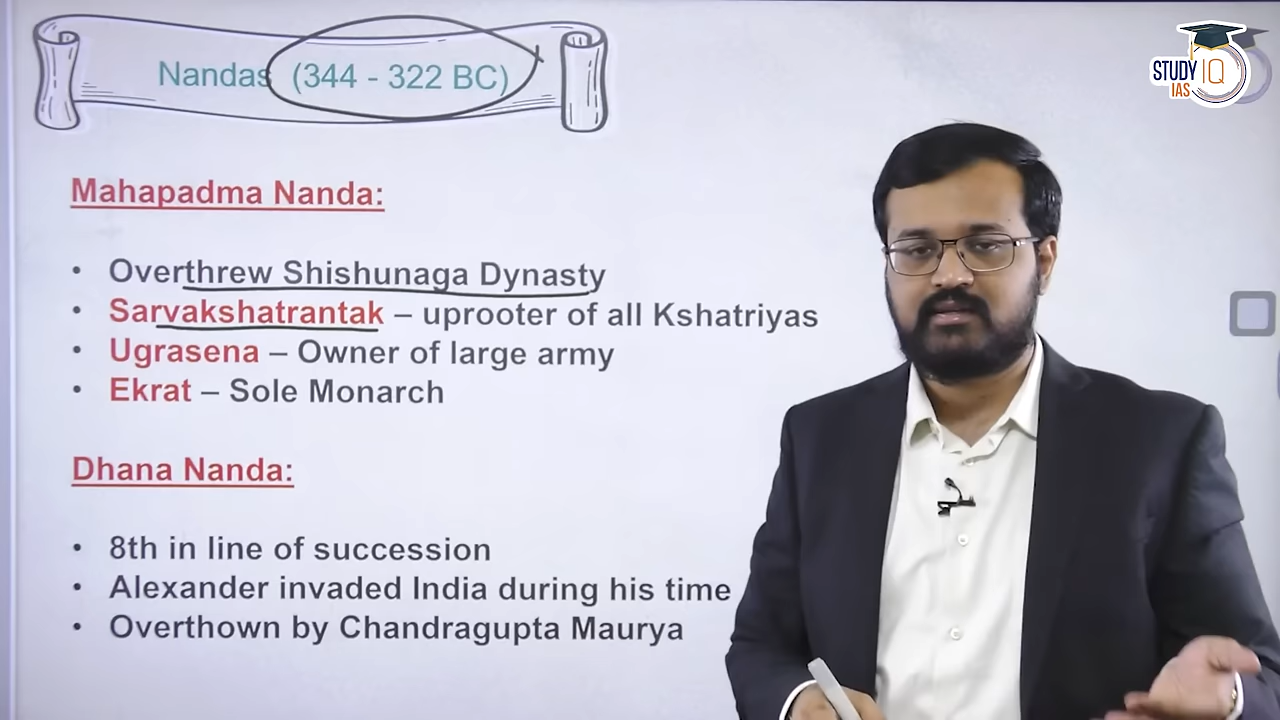 Nandas (344 - 322 BC)
STUDY IQ
IAS
Mahapadma Nanda:
• Overthrew Shishunaga Dynasty
• Sarvakshatrantak – uprooter of all Kshatriyas
• Ugrasena – Owner of large army
• Ekrat – Sole Monarch
Dhana Nanda:
• 8th in line of succession
• Alexander invaded India during his time
• Overthown by Chandragupta Maurya